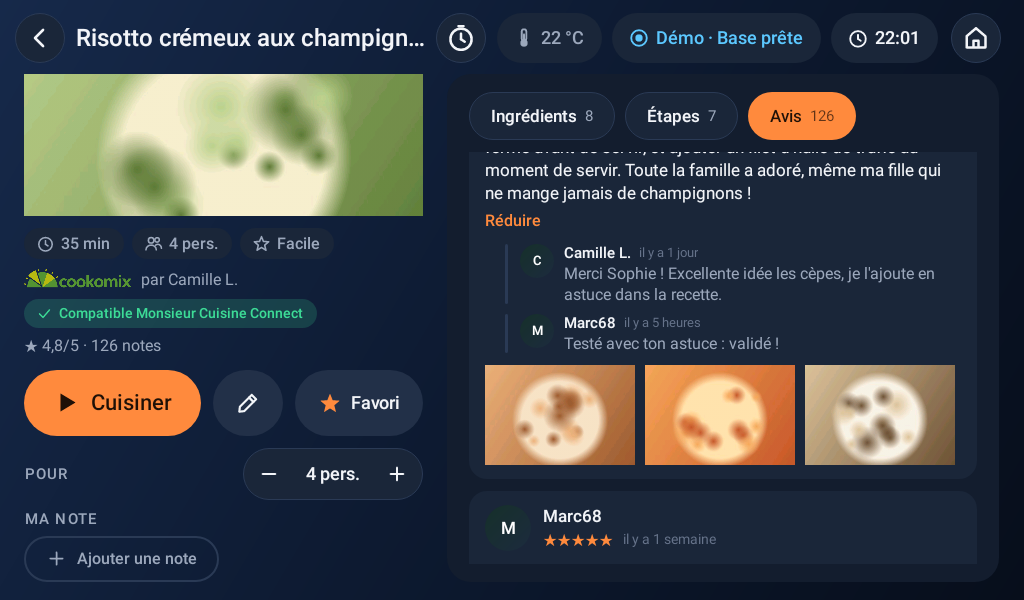 Risotto crémeux aux champign...
22 °C
Démo · Base prête
22:01
35 min
4 pers.
Facile
cookomix par Camille L.
Compatible Monsieur Cuisine Connect
★ 4,8/5 · 126 notes
Cuisiner
Favori
POUR
4 pers.
MA NOTE
Ajouter une note
Ingrédients 8
Étapes 7
Avis 126
moment de servir. Toute la famille a adoré, même ma fille qui
ne mange jamais de champignons !
Réduire
C
Camille L. il y a 1 jour
Merci Sophie ! Excellente idée les cèpes, je l'ajoute en
astuce dans la recette.
M
Marc68 il y a 5 heures
Testé avec ton astuce : validé !
M
Marc68
★★★★★ il y a 1 semaine